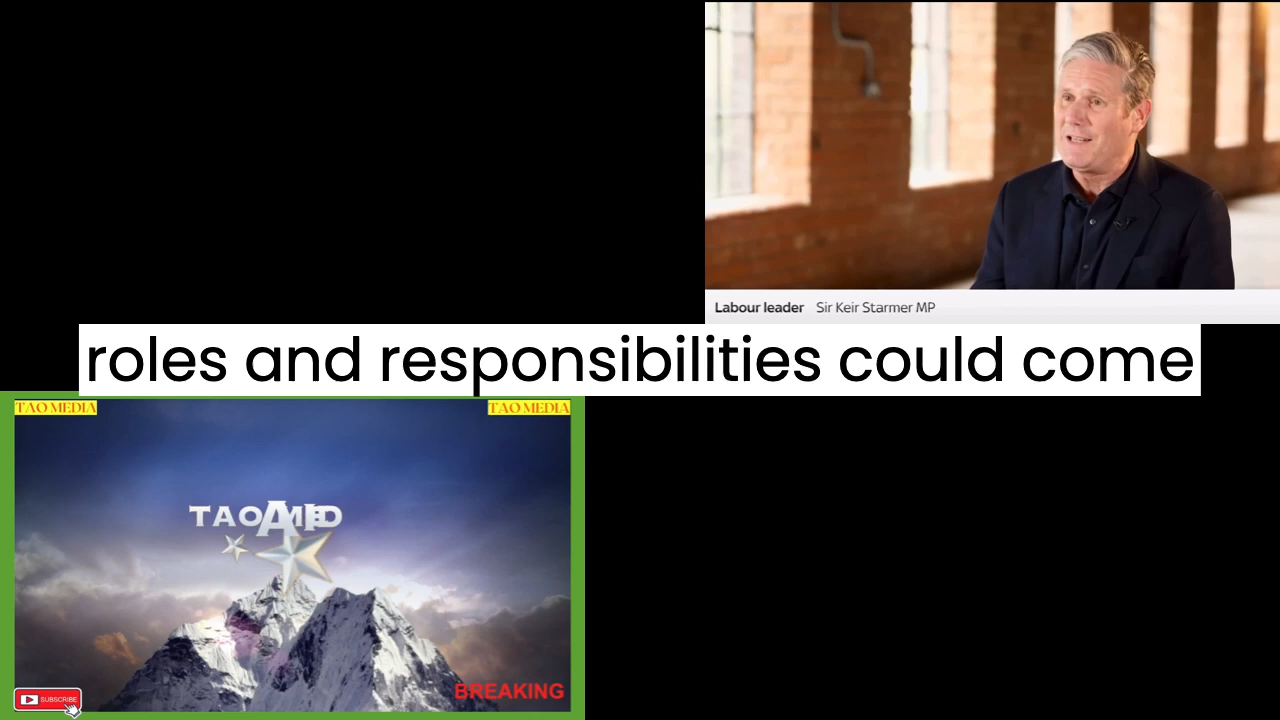 Labour leader Sir Keir Starmer MP
roles and responsibilities could come
TAO MEDIA TAO MEDIA
SUBSCRIBE
BREAKING